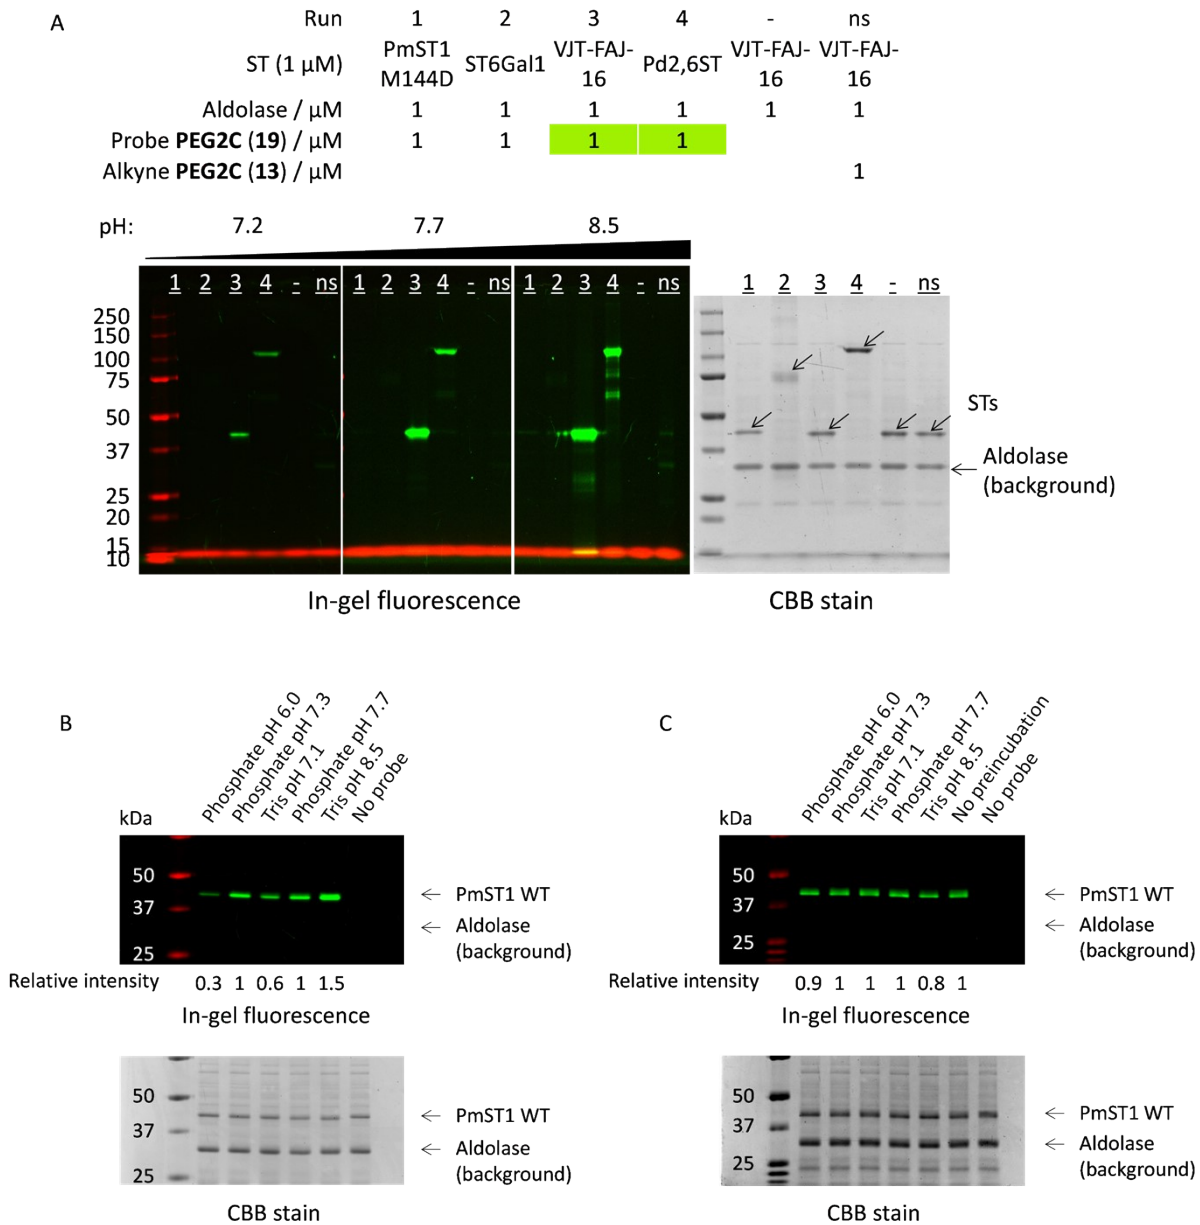 A
Run 1 2 3 4 - ns
ST (1 μM) PmST1 M144D ST6Gal1 VJT-FAJ-16 Pd2,6ST VJT-FAJ-16 VJT-FAJ-16
Aldolase / μM 1 1 1 1 1 1
Probe PEG2C (19) / μM 1 1 1 1
Alkyne PEG2C (13) / μM 1
pH: 7.2 7.7 8.5
1 2 3 4 - ns 1 2 3 4 - ns 1 2 3 4 - ns 1 2 3 4 - ns
250
150
100
75
50
37
25
20
15
10
STs
Aldolase
(background)
In-gel fluorescence CBB stain
B
Phosphate pH 6.0
Phosphate pH 7.3
Tris pH 7.1
Phosphate pH 7.7
Tris pH 8.5
No probe
kDa
50
37
25
PmST1 WT
Aldolase
(background)
Relative intensity 0.3 1 0.6 1 1.5
In-gel fluorescence
50
37
25
PmST1 WT
Aldolase
(background)
CBB stain
C
Phosphate pH 6.0
Phosphate pH 7.3
Tris pH 7.1
Phosphate pH 7.7
Tris pH 8.5
No preincubation
No probe
kDa
50
37
25
PmST1 WT
Aldolase
(background)
Relative intensity 0.9 1 1 1 0.8 1
In-gel fluorescence
50
37
25
PmST1 WT
Aldolase
(background)
CBB stain